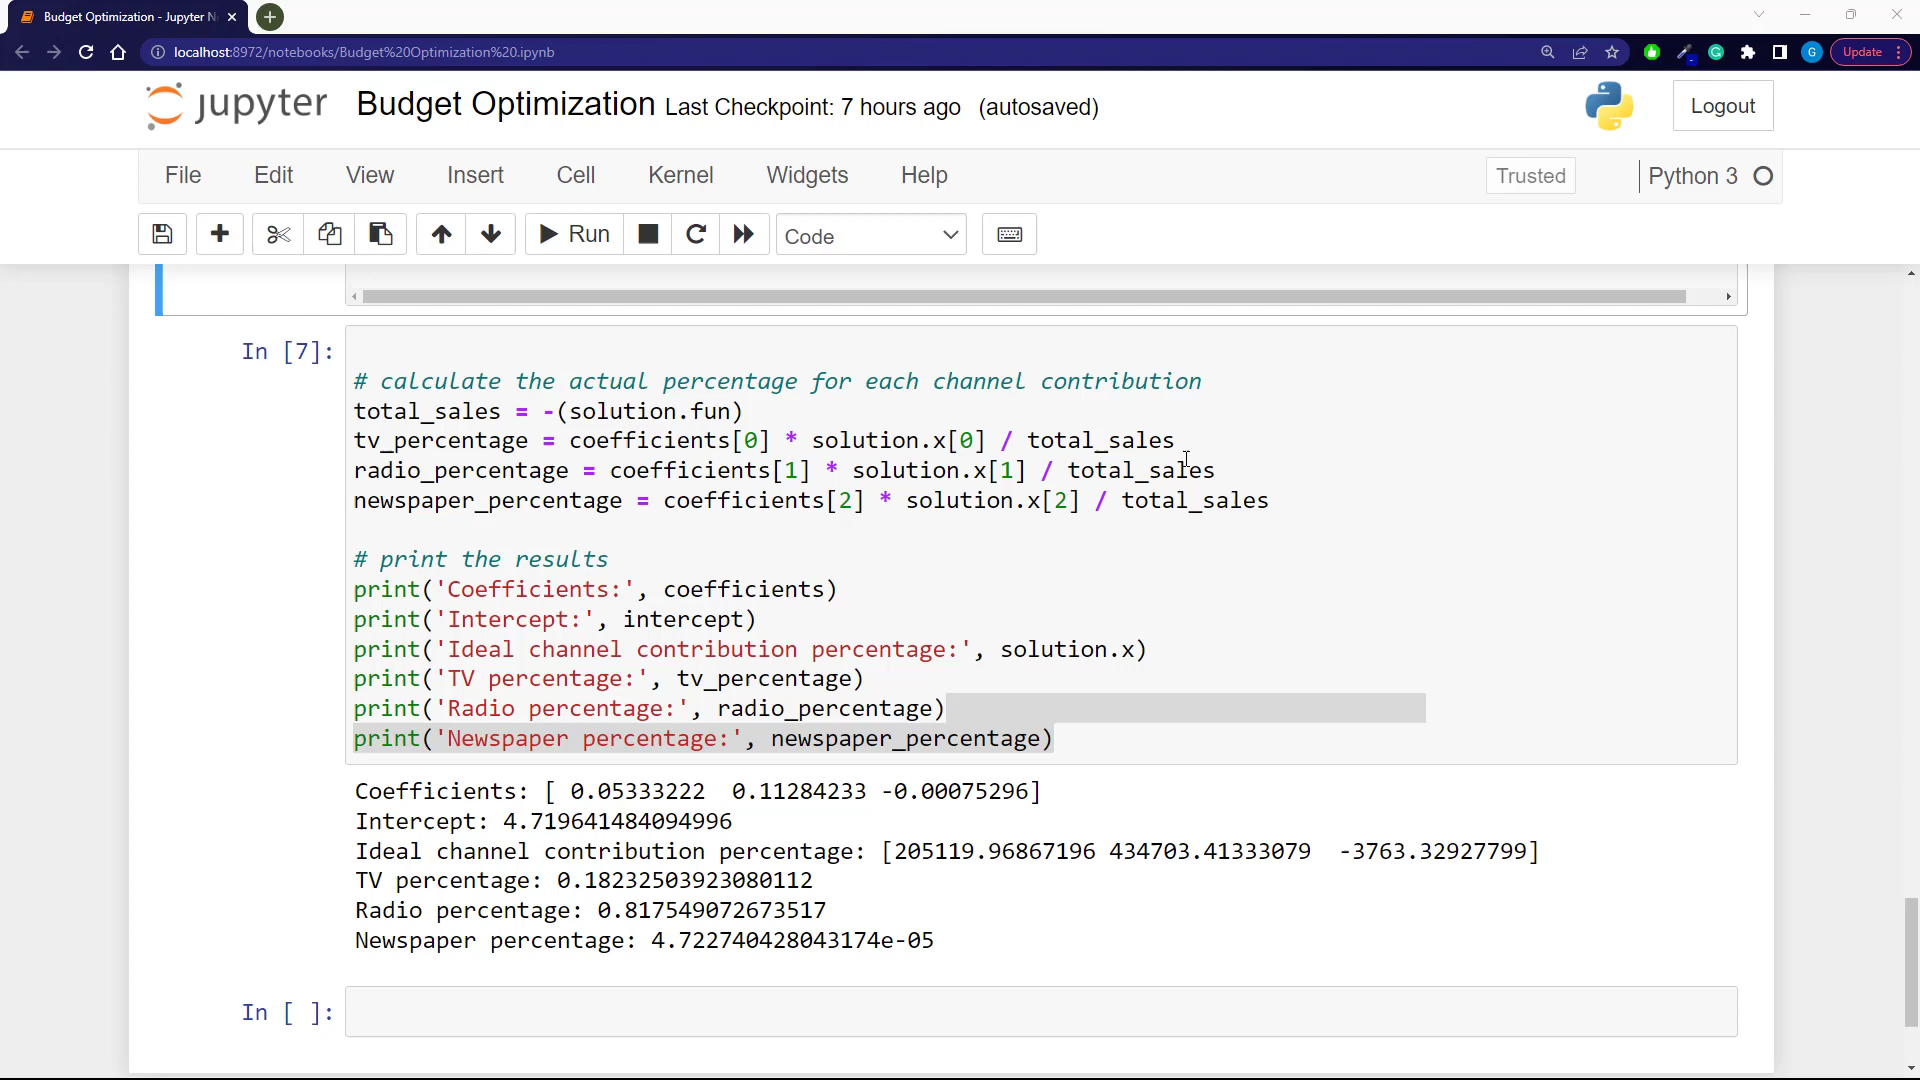 Budget Optimization - Jupyter N
localhost:8972/notebooks/Budget%20Optimization%20.ipynb
G
Update
jupyter Budget Optimization Last Checkpoint: 7 hours ago (autosaved)
Logout
File Edit View Insert Cell Kernel Widgets Help
Trusted
Python 3
Run
Code
In [7]:
# calculate the actual percentage for each channel contribution
total_sales = -(solution.fun)
tv_percentage = coefficients[0] * solution.x[0] / total_sales
radio_percentage = coefficients[1] * solution.x[1] / total_sales
newspaper_percentage = coefficients[2] * solution.x[2] / total_sales
# print the results
print('Coefficients:', coefficients)
print('Intercept:', intercept)
print('Ideal channel contribution percentage:', solution.x)
print('TV percentage:', tv_percentage)
print('Radio percentage:', radio_percentage)
print('Newspaper percentage:', newspaper_percentage)
Coefficients: [ 0.05333222  0.11284233 -0.00075296]
Intercept: 4.719641484094996
Ideal channel contribution percentage: [205119.96867196 434703.41333079  -3763.32927799]
TV percentage: 0.18232503923080112
Radio percentage: 0.817549072673517
Newspaper percentage: 4.722740428043174e-05
In [ ]: